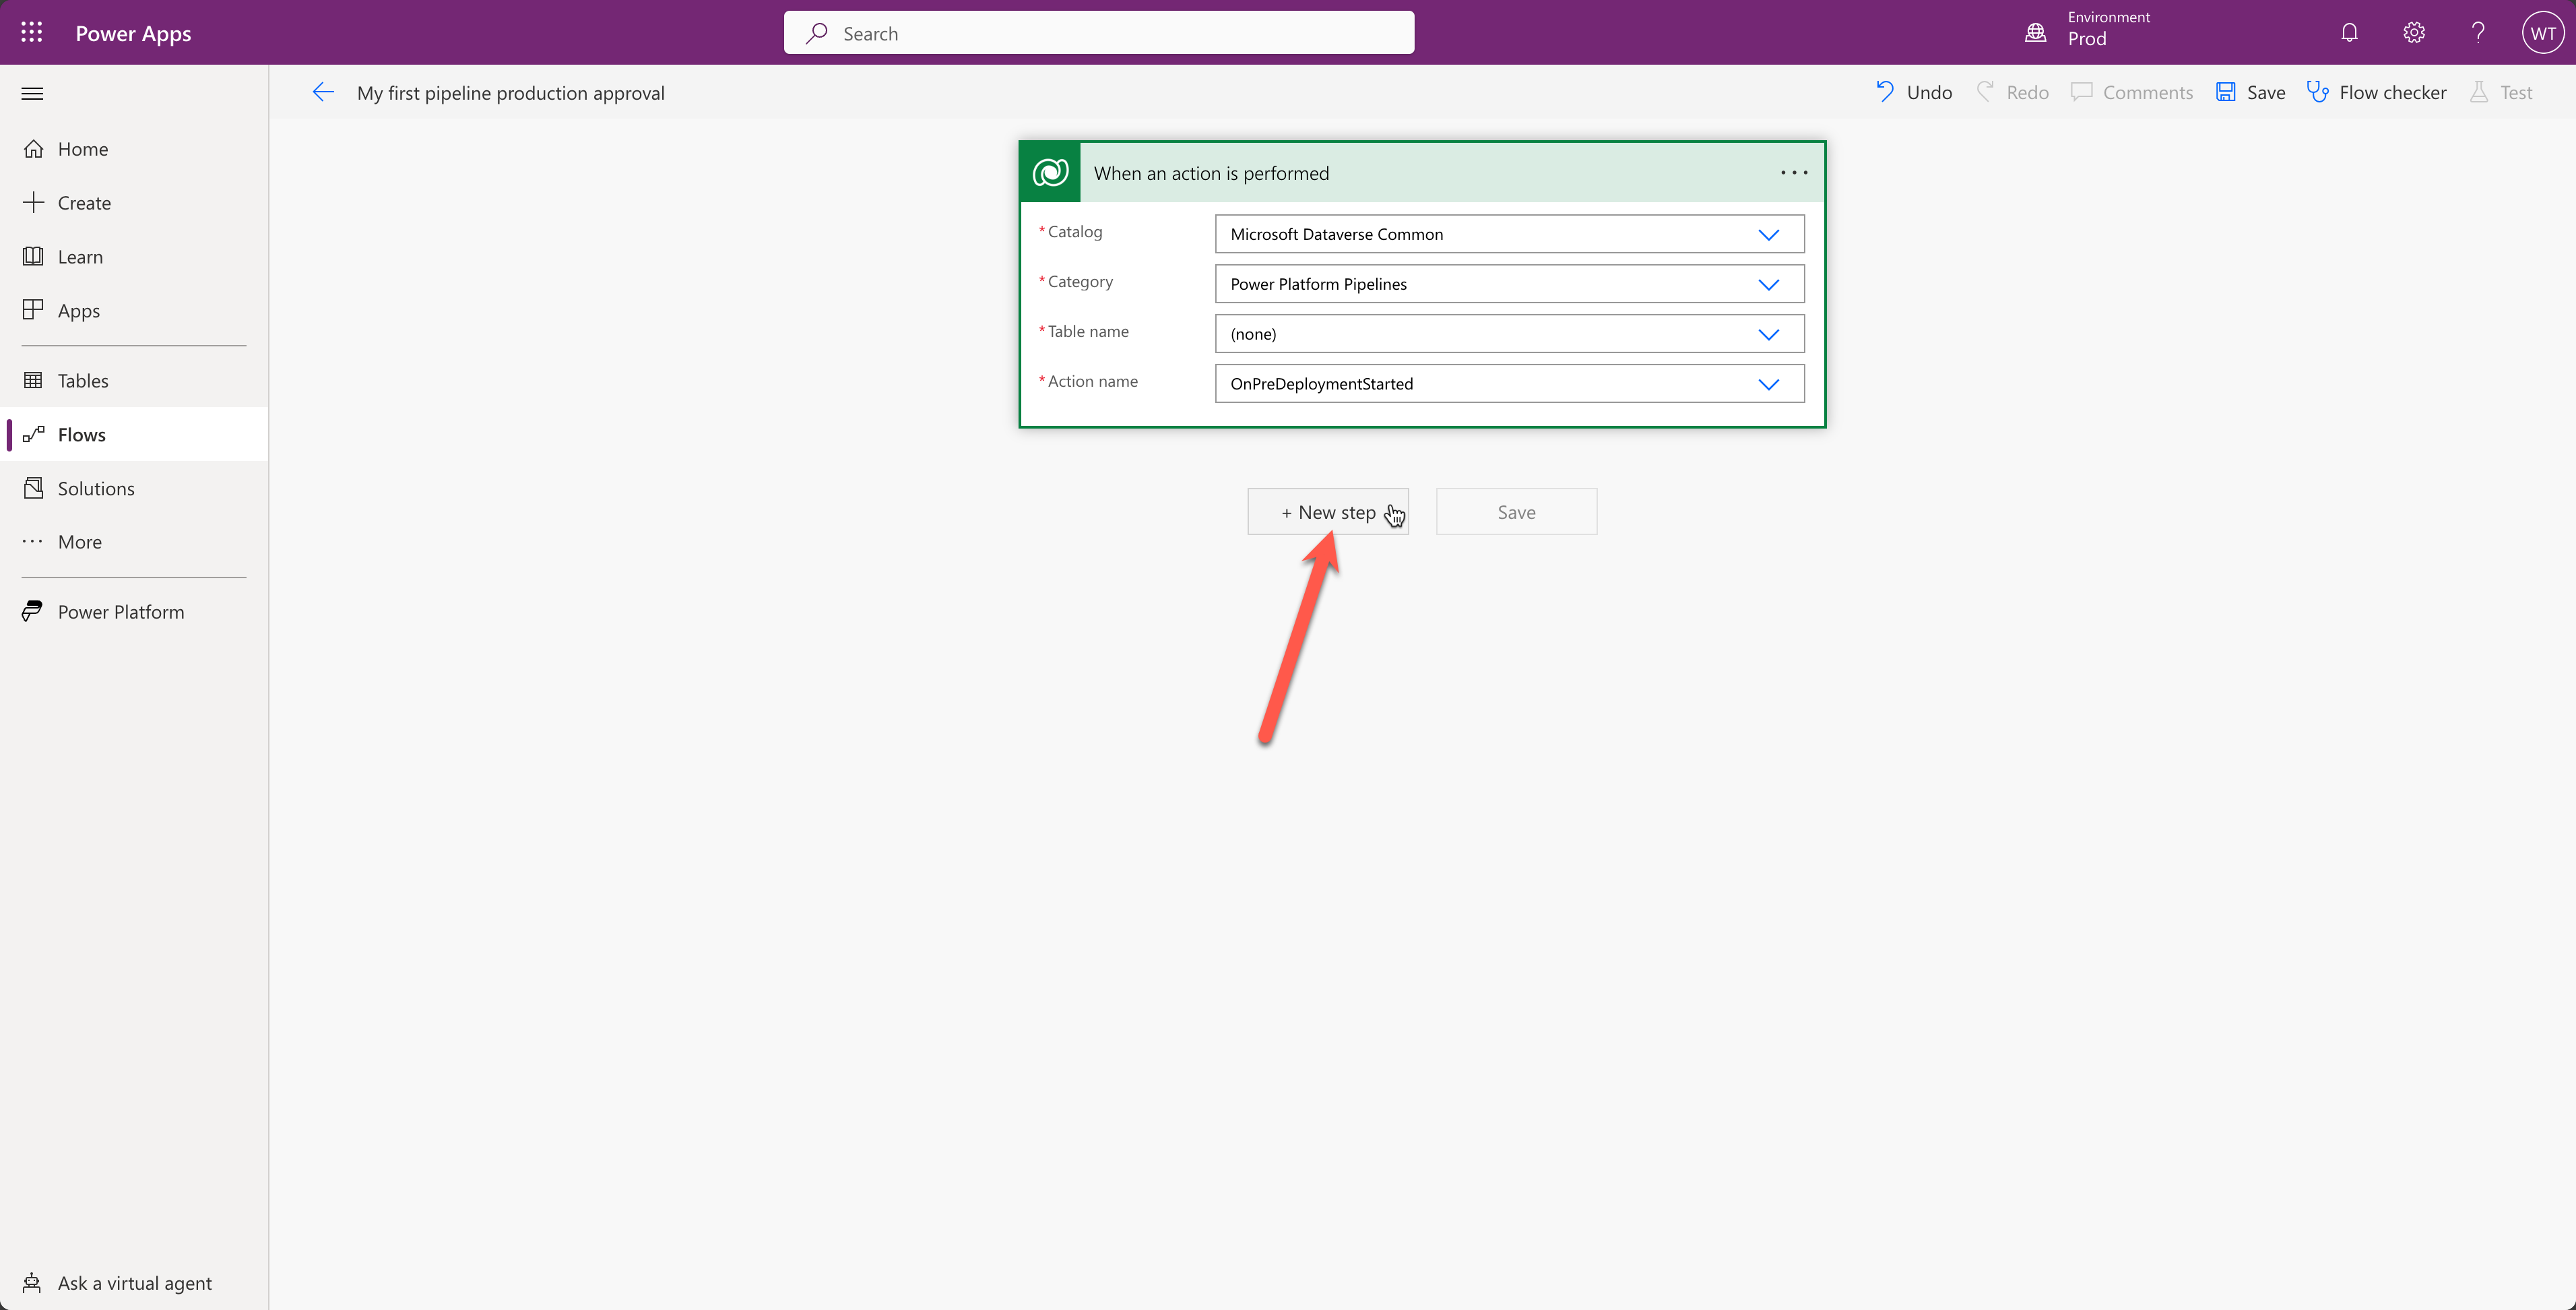 Power Apps
Search
Environment
Prod
WT
My first pipeline production approval
Undo
Redo
Comments
Save
Flow checker
Test
Home
Create
Learn
Apps
Tables
Flows
Solutions
More
Power Platform
Ask a virtual agent
When an action is performed
* Catalog
Microsoft Dataverse Common
* Category
Power Platform Pipelines
* Table name
(none)
* Action name
OnPreDeploymentStarted
+ New step
Save